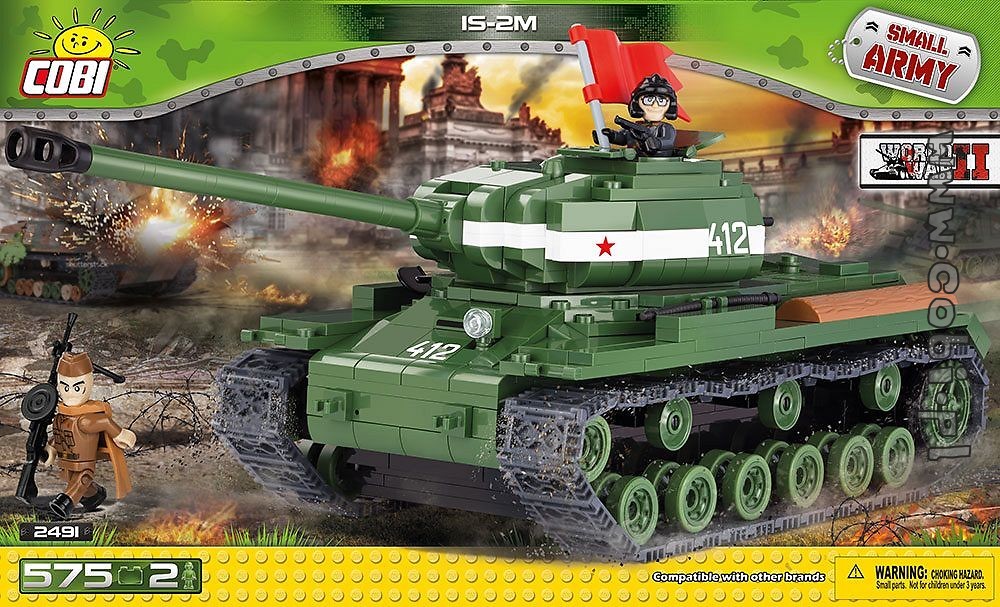 IS-2M
COBI
SMALL
ARMY
WORLD
WAR II
www.cobi.pl
412
412
2491
575 2
Compatible with other brands
WARNING: CHOKING HAZARD.
Small parts. Not for children under 3 years.